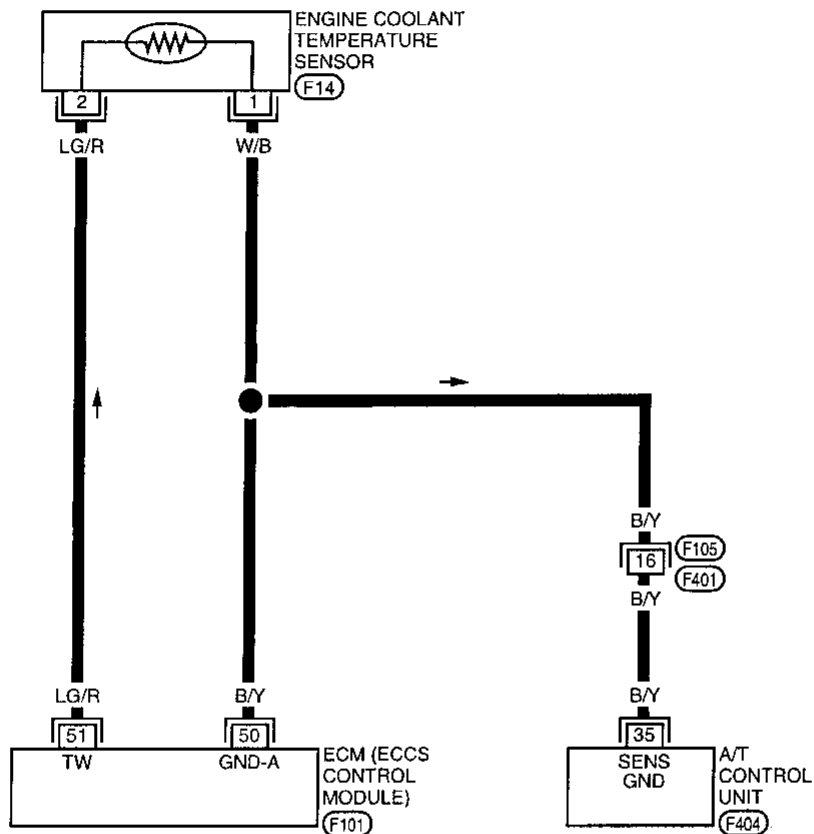 ENGINE COOLANT
TEMPERATURE
SENSOR
F14
2
1
LG/R
W/B
B/Y
F105
16
F401
B/Y
LG/R
B/Y
B/Y
51
50
35
TW
GND-A
ECM (ECCS
CONTROL
MODULE)
F101
SENS
GND
A/T
CONTROL
UNIT
F404